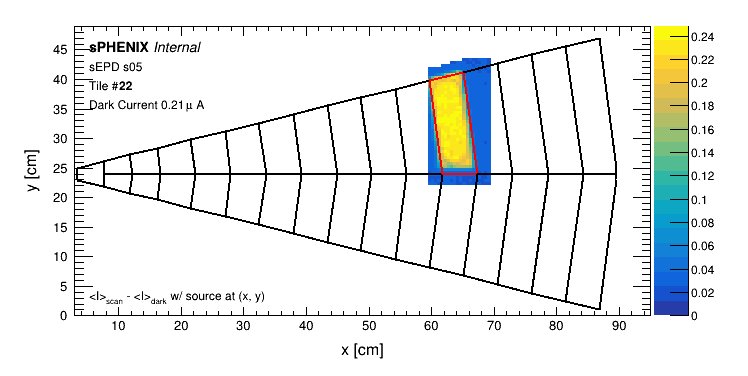 sPHENIX Internal
sEPD s05
Tile #22
Dark Current 0.21 μ A
<I>scan - <I>dark w/ source at (x, y)
y [cm]
45
40
35
30
25
20
15
10
5
0
10 20 30 40 50 60 70 80 90
x [cm]
0.24
0.22
0.2
0.18
0.16
0.14
0.12
0.1
0.08
0.06
0.04
0.02
0